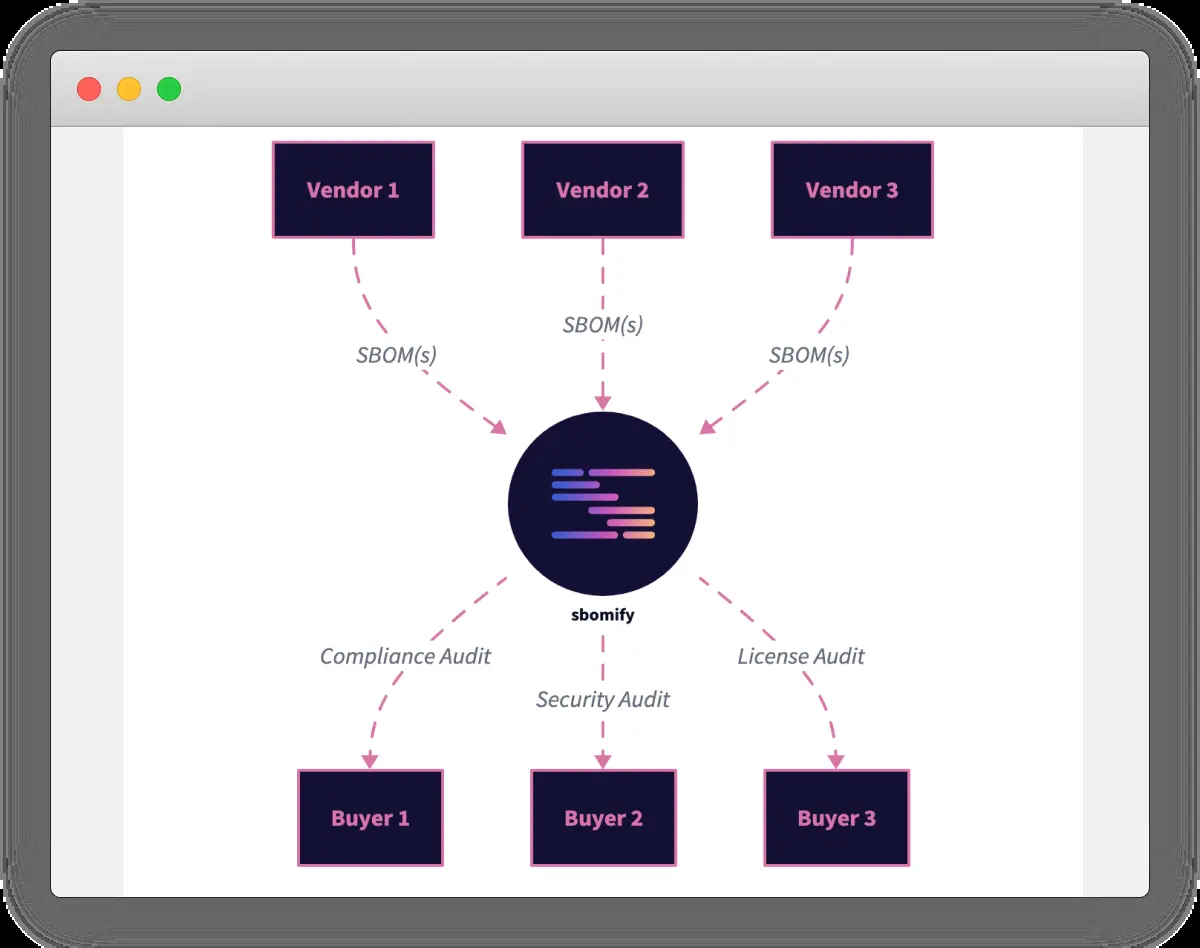 Vendor 1
Vendor 2
Vendor 3
SBOM(s)
SBOM(s)
SBOM(s)
sbomify
Compliance Audit
Security Audit
License Audit
Buyer 1
Buyer 2
Buyer 3